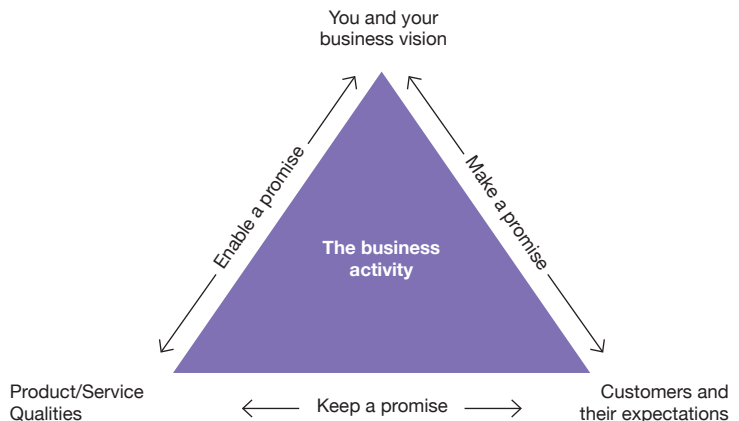 You and your
business vision
Enable a promise
Make a promise
The business
activity
Product/Service
Qualities
Keep a promise
Customers and
their expectations